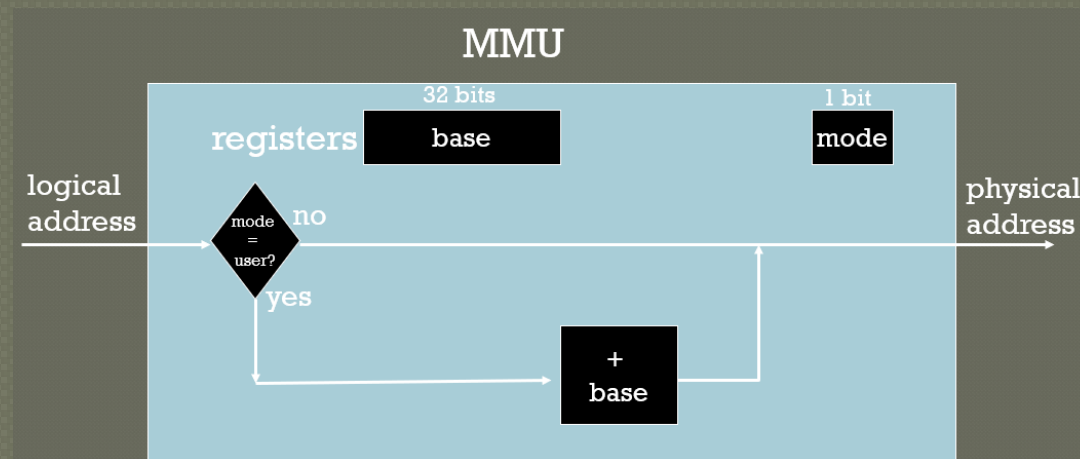 MMU
32 bits
1 bit
registers
base
mode
logical
address
physical
address
mode
=
user?
no
yes
+
base